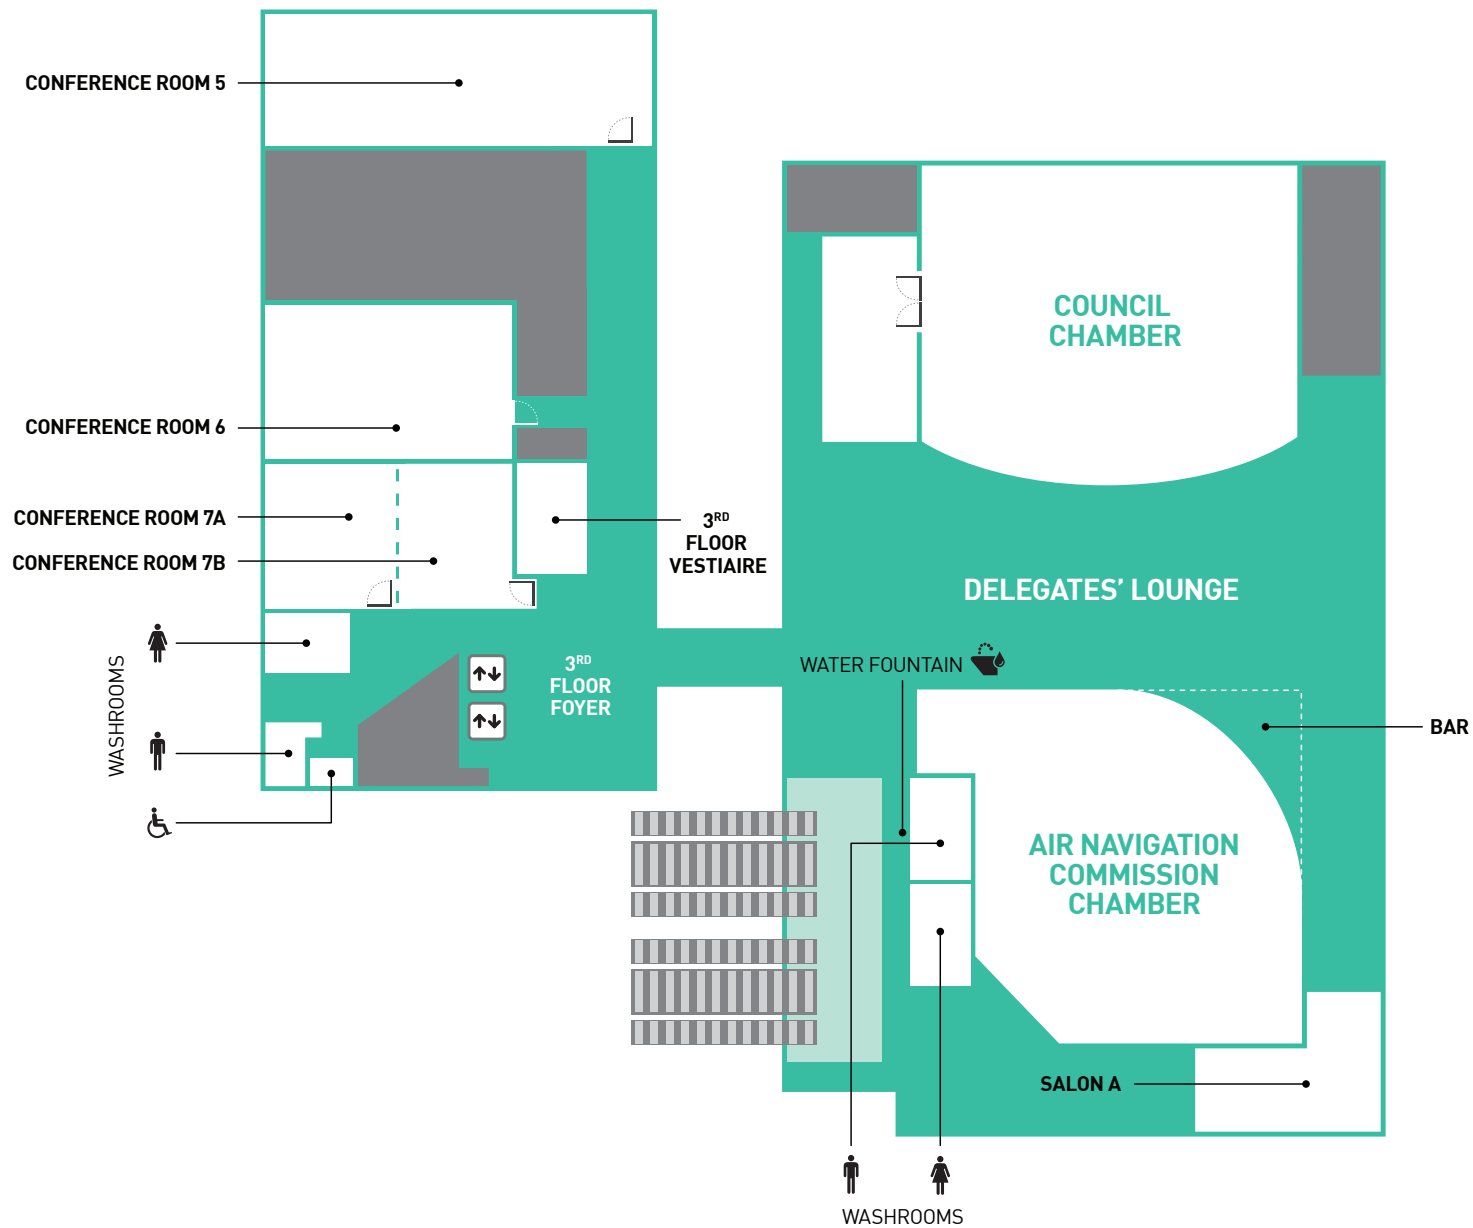 CONFERENCE ROOM 5
COUNCIL
CHAMBER
CONFERENCE ROOM 6
CONFERENCE ROOM 7A
CONFERENCE ROOM 7B
3RD
FLOOR
VESTIAIRE
DELEGATES’ LOUNGE
WASHROOMS
3RD
FLOOR
FOYER
WATER FOUNTAIN
BAR
AIR NAVIGATION
COMMISSION
CHAMBER
SALON A
WASHROOMS